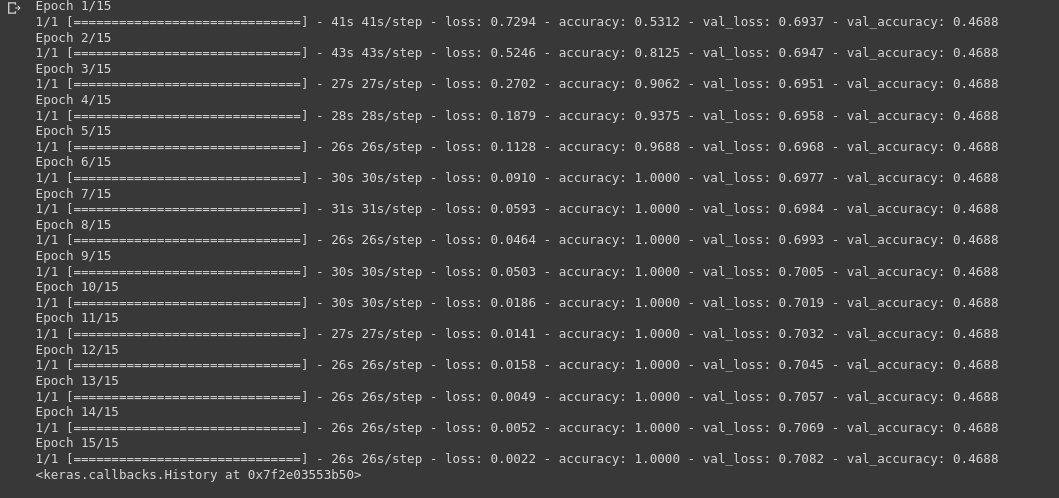 Epoch 1/15
1/1 [==============================] - 41s 41s/step - loss: 0.7294 - accuracy: 0.5312 - val_loss: 0.6937 - val_accuracy: 0.4688
Epoch 2/15
1/1 [==============================] - 43s 43s/step - loss: 0.5246 - accuracy: 0.8125 - val_loss: 0.6947 - val_accuracy: 0.4688
Epoch 3/15
1/1 [==============================] - 27s 27s/step - loss: 0.2702 - accuracy: 0.9062 - val_loss: 0.6951 - val_accuracy: 0.4688
Epoch 4/15
1/1 [==============================] - 28s 28s/step - loss: 0.1879 - accuracy: 0.9375 - val_loss: 0.6958 - val_accuracy: 0.4688
Epoch 5/15
1/1 [==============================] - 26s 26s/step - loss: 0.1128 - accuracy: 0.9688 - val_loss: 0.6968 - val_accuracy: 0.4688
Epoch 6/15
1/1 [==============================] - 30s 30s/step - loss: 0.0910 - accuracy: 1.0000 - val_loss: 0.6977 - val_accuracy: 0.4688
Epoch 7/15
1/1 [==============================] - 31s 31s/step - loss: 0.0593 - accuracy: 1.0000 - val_loss: 0.6984 - val_accuracy: 0.4688
Epoch 8/15
1/1 [==============================] - 26s 26s/step - loss: 0.0464 - accuracy: 1.0000 - val_loss: 0.6993 - val_accuracy: 0.4688
Epoch 9/15
1/1 [==============================] - 30s 30s/step - loss: 0.0503 - accuracy: 1.0000 - val_loss: 0.7005 - val_accuracy: 0.4688
Epoch 10/15
1/1 [==============================] - 30s 30s/step - loss: 0.0186 - accuracy: 1.0000 - val_loss: 0.7019 - val_accuracy: 0.4688
Epoch 11/15
1/1 [==============================] - 27s 27s/step - loss: 0.0141 - accuracy: 1.0000 - val_loss: 0.7032 - val_accuracy: 0.4688
Epoch 12/15
1/1 [==============================] - 26s 26s/step - loss: 0.0158 - accuracy: 1.0000 - val_loss: 0.7045 - val_accuracy: 0.4688
Epoch 13/15
1/1 [==============================] - 26s 26s/step - loss: 0.0049 - accuracy: 1.0000 - val_loss: 0.7057 - val_accuracy: 0.4688
Epoch 14/15
1/1 [==============================] - 26s 26s/step - loss: 0.0052 - accuracy: 1.0000 - val_loss: 0.7069 - val_accuracy: 0.4688
Epoch 15/15
1/1 [==============================] - 26s 26s/step - loss: 0.0022 - accuracy: 1.0000 - val_loss: 0.7082 - val_accuracy: 0.4688
<keras.callbacks.History at 0x7f2e03553b50>